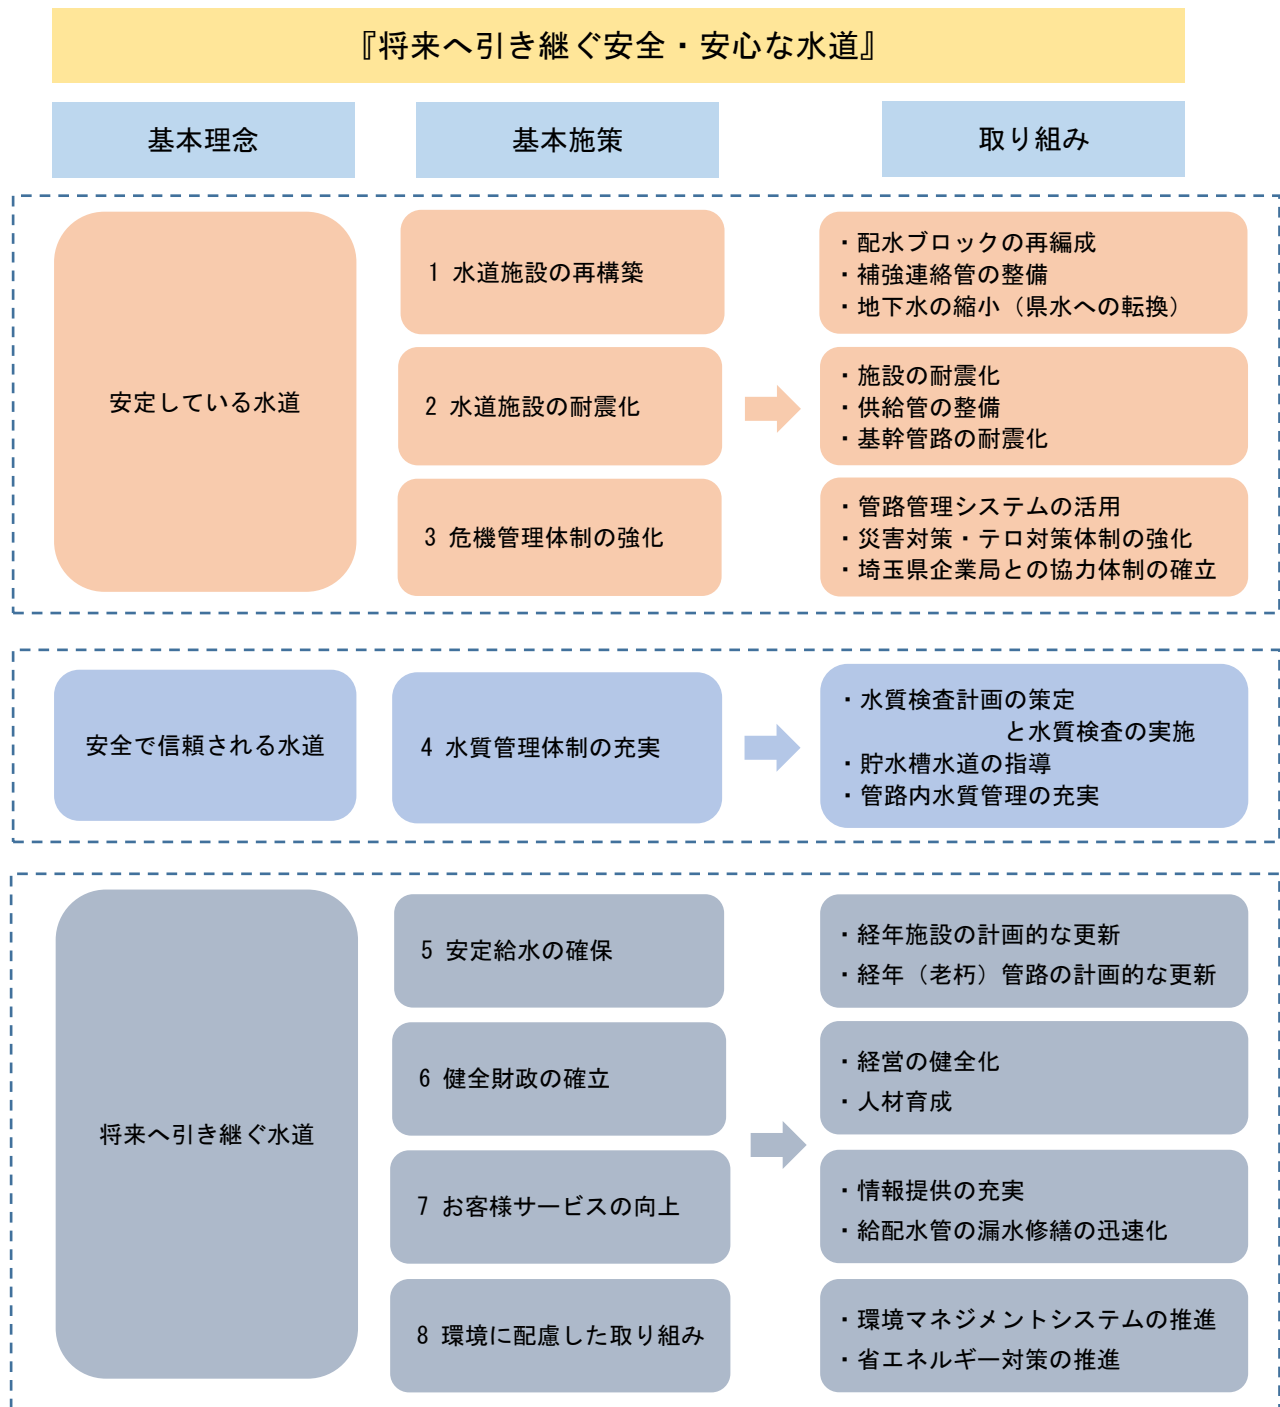 『将来へ引き継ぐ安全・安心な水道』
基本理念
基本施策
取り組み
安定している水道
1 水道施設の再構築
・配水ブロックの再編成
・補強連絡管の整備
・地下水の縮小（県水への転換）
2 水道施設の耐震化
・施設の耐震化
・供給管の整備
・基幹管路の耐震化
3 危機管理体制の強化
・管路管理システムの活用
・災害対策・テロ対策体制の強化
・埼玉県企業局との協力体制の確立
安全で信頼される水道
4 水質管理体制の充実
・水質検査計画の策定
と水質検査の実施
・貯水槽水道の指導
・管路内水質管理の充実
将来へ引き継ぐ水道
5 安定給水の確保
・経年施設の計画的な更新
・経年（老朽）管路の計画的な更新
6 健全財政の確立
・経営の健全化
・人材育成
7 お客様サービスの向上
・情報提供の充実
・給配水管の漏水修繕の迅速化
8 環境に配慮した取り組み
・環境マネジメントシステムの推進
・省エネルギー対策の推進